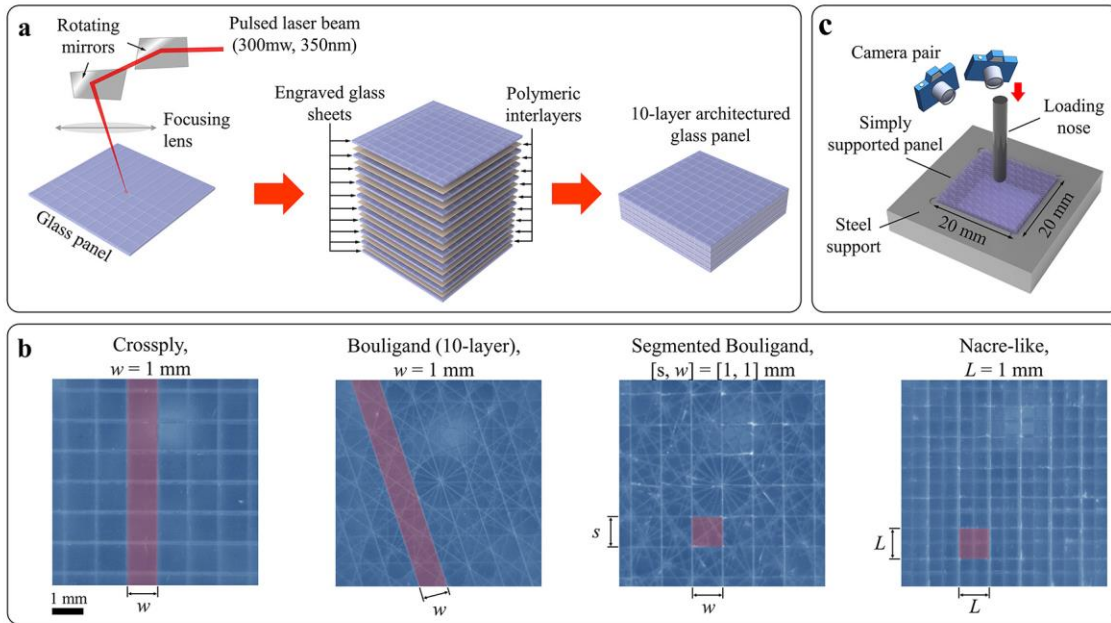 a
Rotating
mirrors
Pulsed laser beam
(300mw, 350nm)
Focusing
lens
Glass panel
Engraved glass
sheets
Polymeric
interlayers
10-layer architectured
glass panel
c
Camera pair
Loading
nose
Simply
supported panel
Steel
support
20 mm
20 mm
b
Crossply,
w = 1 mm
1 mm
w
Bouligand (10-layer),
w = 1 mm
w
Segmented Bouligand,
[s, w] = [1, 1] mm
s
w
Nacre-like,
L = 1 mm
L
L